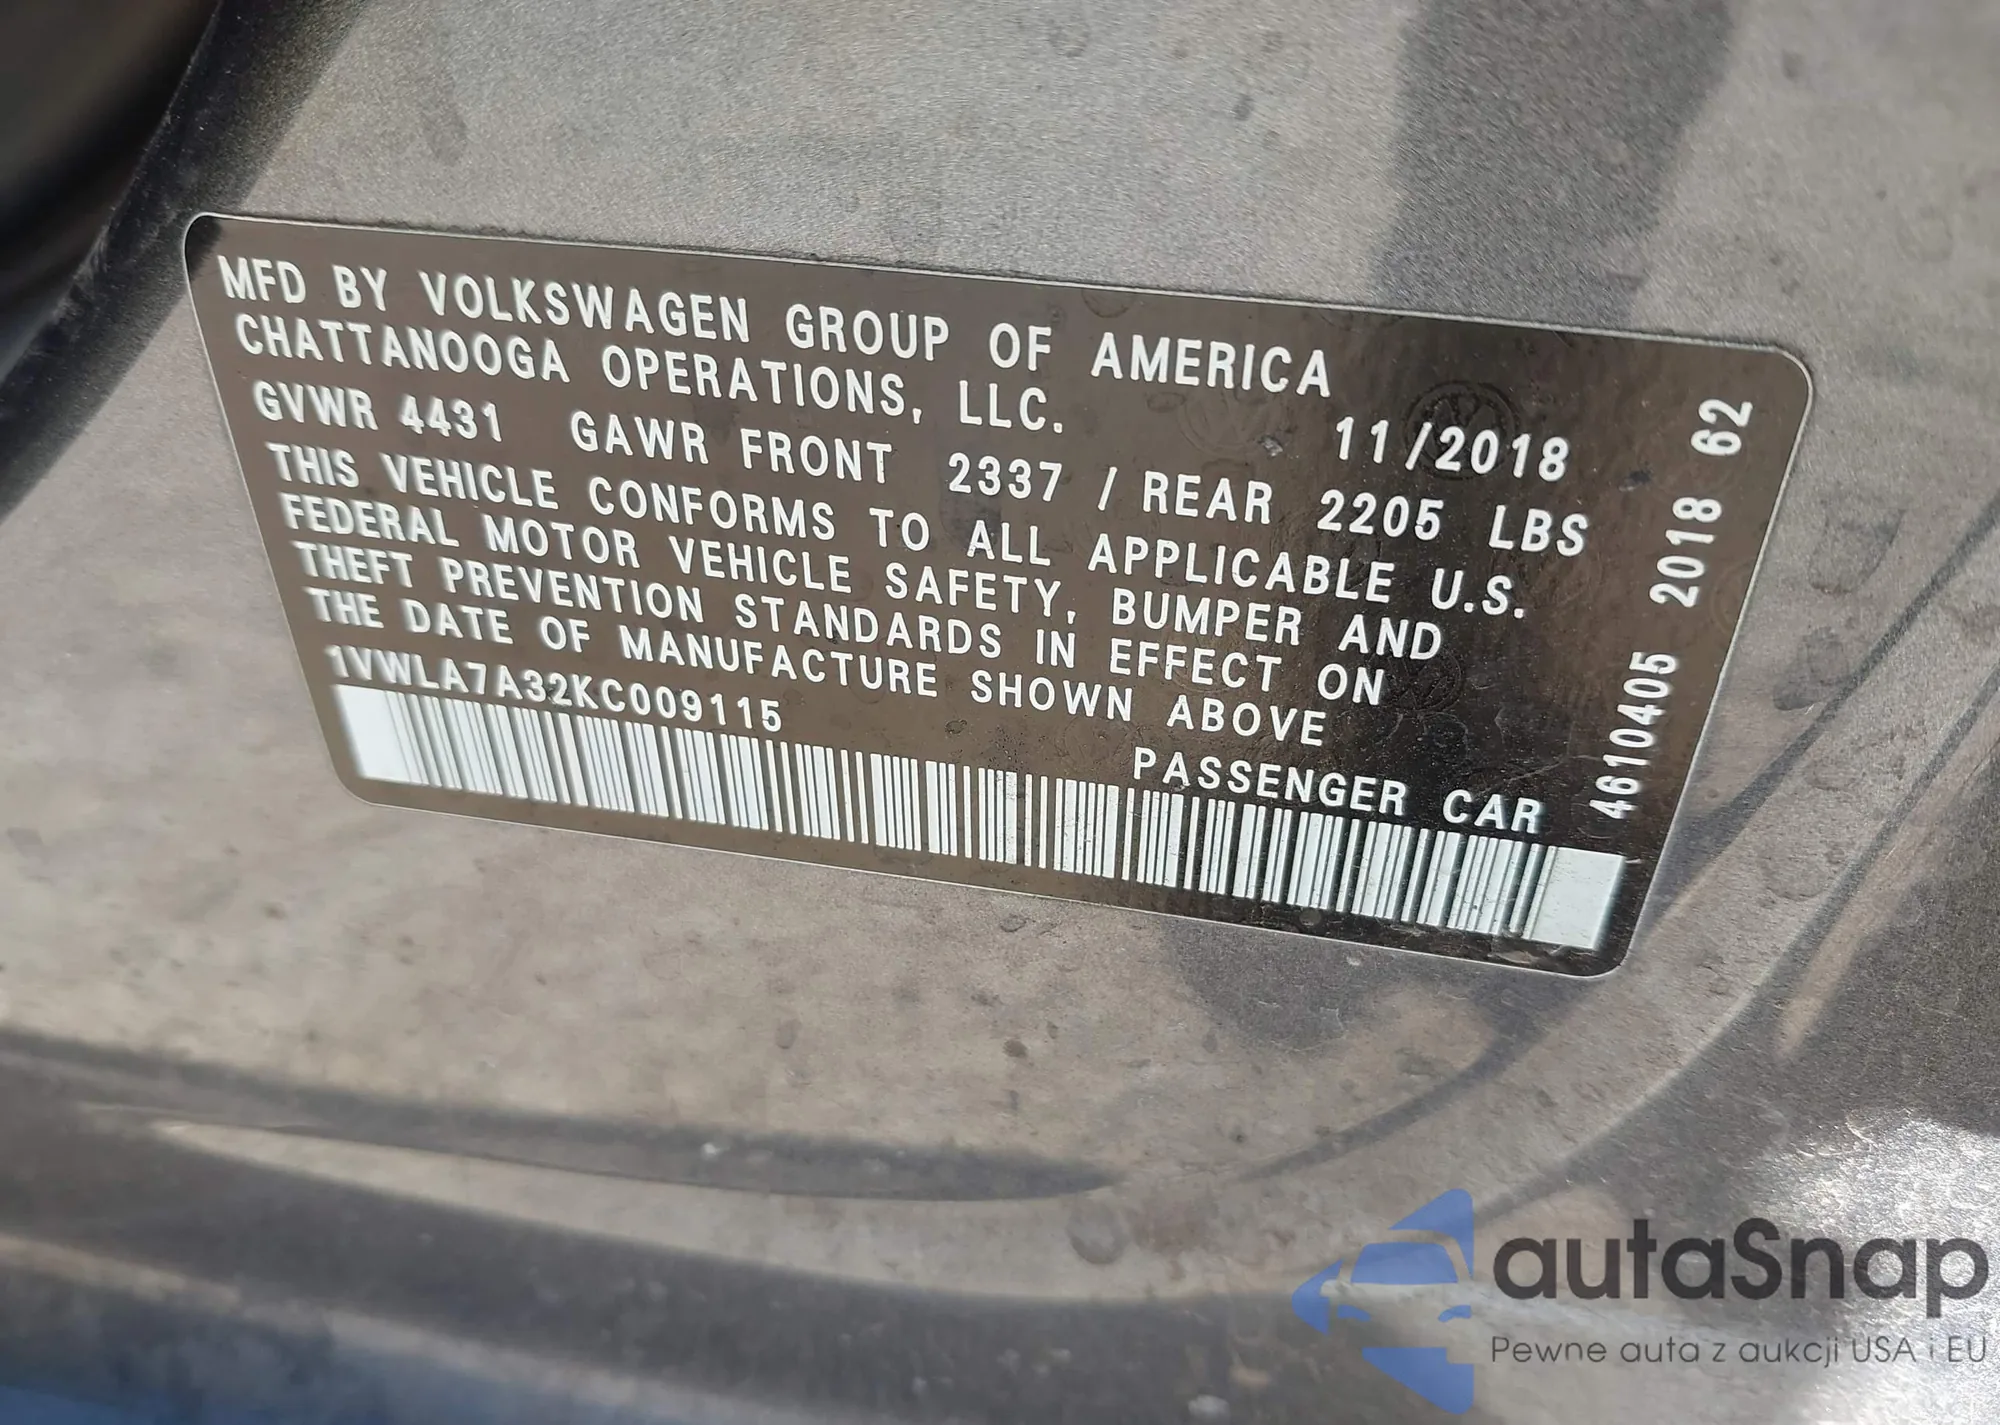 MFD BY VOLKSWAGEN GROUP OF AMERICA
CHATTANOOGA OPERATIONS, LLC.
11/2018
GVWR 4431 GAWR FRONT 2337 / REAR 2205 LBS
THIS VEHICLE CONFORMS TO ALL APPLICABLE U.S.
FEDERAL MOTOR VEHICLE SAFETY, BUMPER AND
THEFT PREVENTION STANDARDS IN EFFECT ON
THE DATE OF MANUFACTURE SHOWN ABOVE
1VWLA7A32KC009115
PASSENGER CAR
4610405 2018 62
autaSnap
Pewne auta z aukcji USA i EU